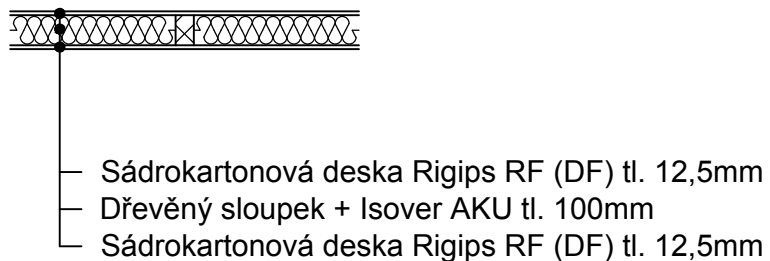 Sádrokartonová deska Rigips RF (DF) tl. 12,5mm
Dřevěný sloupek + Isover AKU tl. 100mm
Sádrokartonová deska Rigips RF (DF) tl. 12,5mm